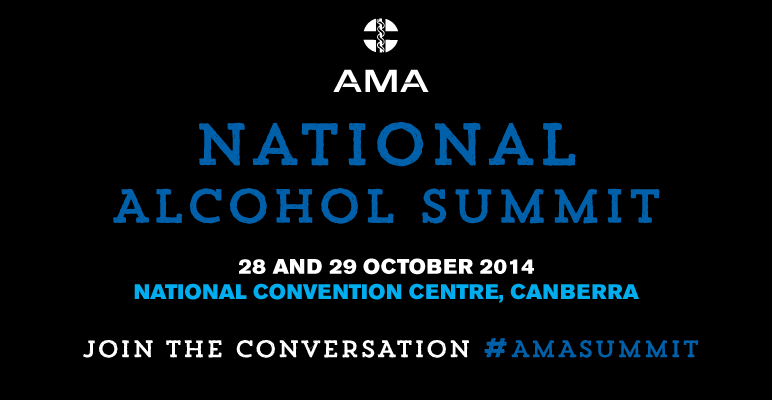 AMA
NATIONAL
ALCOHOL SUMMIT
28 AND 29 OCTOBER 2014
NATIONAL CONVENTION CENTRE, CANBERRA
JOIN THE CONVERSATION #AMASUMMIT